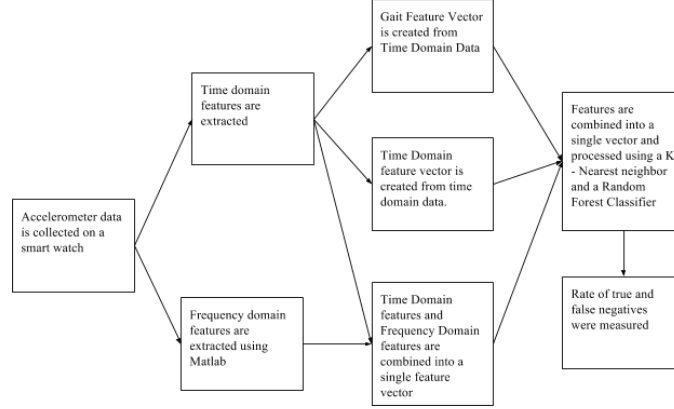 Gait Feature Vector
is created from
Time Domain Data
Time domain
features are
extracted
Features are
combined into a
single vector and
processed using a K
- Nearest neighbor
and a Random
Forest Classifier
Time Domain
feature vector is
created from time
domain data.
Accelerometer data
is collected on a
smart watch
Frequency domain
features are
extracted using
Matlab
Time Domain
features and
Frequency Domain
features are
combined into a
single feature
vector
Rate of true and
false negatives
were measured